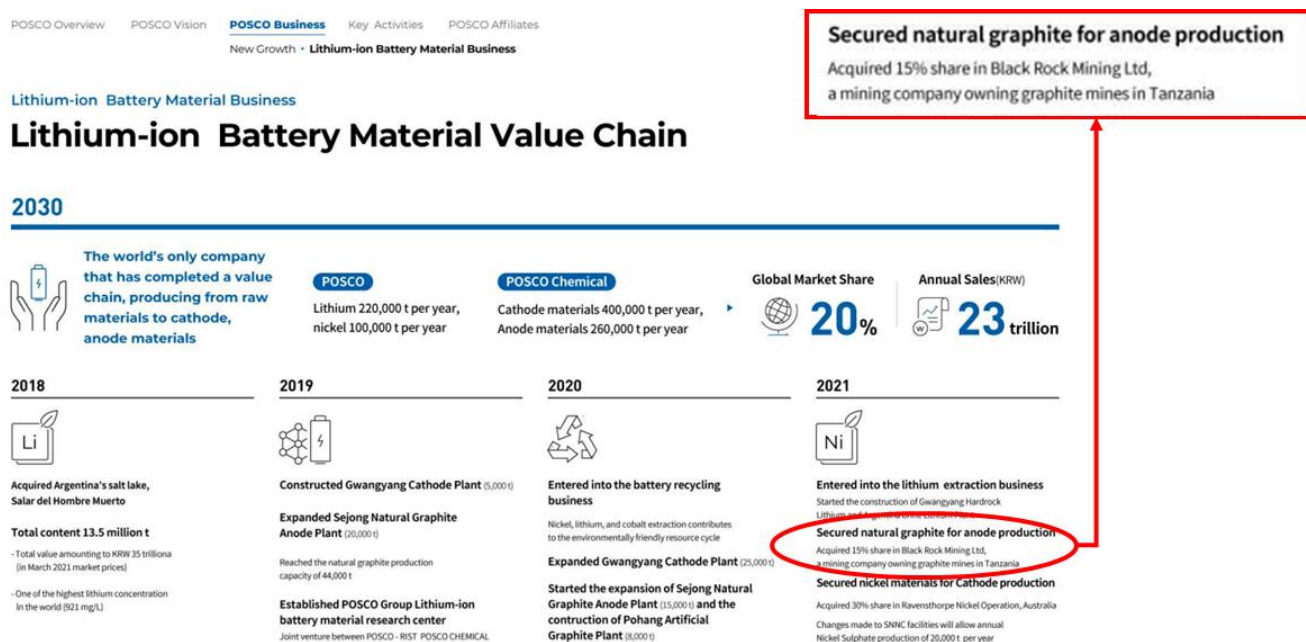 POSCO Overview POSCO Vision POSCO Business Key Activities POSCO Affiliates
New Growth • Lithium-ion Battery Material Business
Secured natural graphite for anode production
Acquired 15% share in Black Rock Mining Ltd,
a mining company owning graphite mines in Tanzania
Lithium-ion Battery Material Business
Lithium-ion Battery Material Value Chain
2030
The world's only company
that has completed a value
chain, producing from raw
materials to cathode,
anode materials
POSCO
Lithium 220,000 t per year,
nickel 100,000 t per year
POSCO Chemical
Cathode materials 400,000 t per year,
Anode materials 260,000 t per year
Global Market Share
20%
Annual Sales(KRW)
W
23 trillion
2018
Li
Acquired Argentina's salt lake,
Salar del Hombre Muerto
Total content 13.5 million t
- Total value amounting to KRW 35 trilliona
(in March 2021 market prices)
- One of the highest lithium concentration
In the world (921 mg/L)
2019
Constructed Gwangyang Cathode Plant (5,000 t)
Expanded Sejong Natural Graphite
Anode Plant (20,000 t)
Reached the natural graphite production
capacity of 44,000 t
Established POSCO Group Lithium-ion
battery material research center
Joint venture between POSCO - RIST POSCO CHEMICAL
2020
Entered into the battery recycling
business
Nickel, lithium, and cobalt extraction contributes
to the environmentally friendly resource cycle
Expanded Gwangyang Cathode Plant (25,000 t)
Started the expansion of Sejong Natural
Graphite Anode Plant (15,000 t) and the
contruction of Pohang Artificial
Graphite Plant (8,000 t)
2021
Ni
Entered into the lithium extraction business
Started the construction of Gwangyang Hardrock
Lithium and Argentina Brine Lithium Plant
Secured natural graphite for anode production
Acquired 15% share in Black Rock Mining Ltd,
a mining company owning graphite mines in Tanzania
Secured nickel materials for Cathode production
Acquired 30% share in Ravensthorpe Nickel Operation, Australia
Changes made to SNNC facilities will allow annual
Nickel Sulphate production of 20,000 t per year